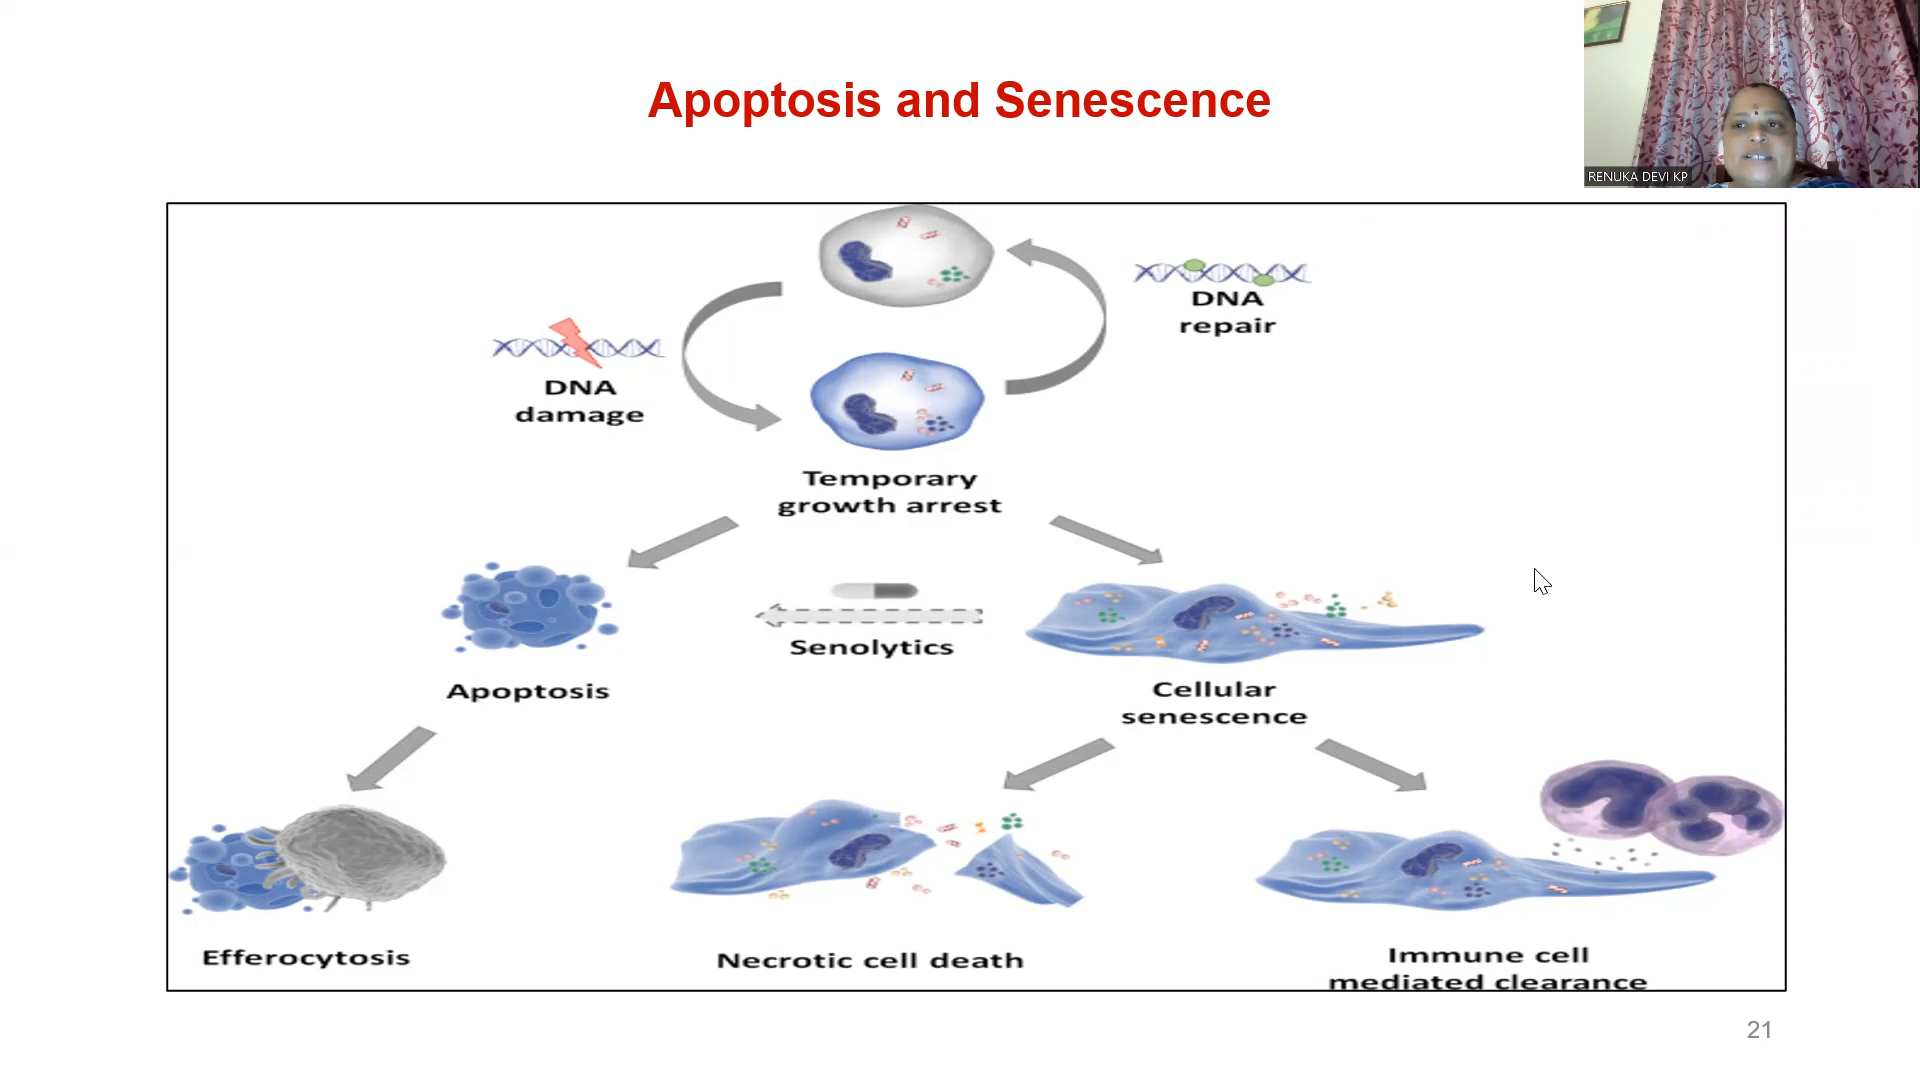 Apoptosis and Senescence
RENUKA DEVI KP
DNA
repair
DNA
damage
Temporary
growth arrest
Senolytics
Apoptosis
Cellular
senescence
Efferocytosis
Necrotic cell death
Immune cell
mediated clearance
21